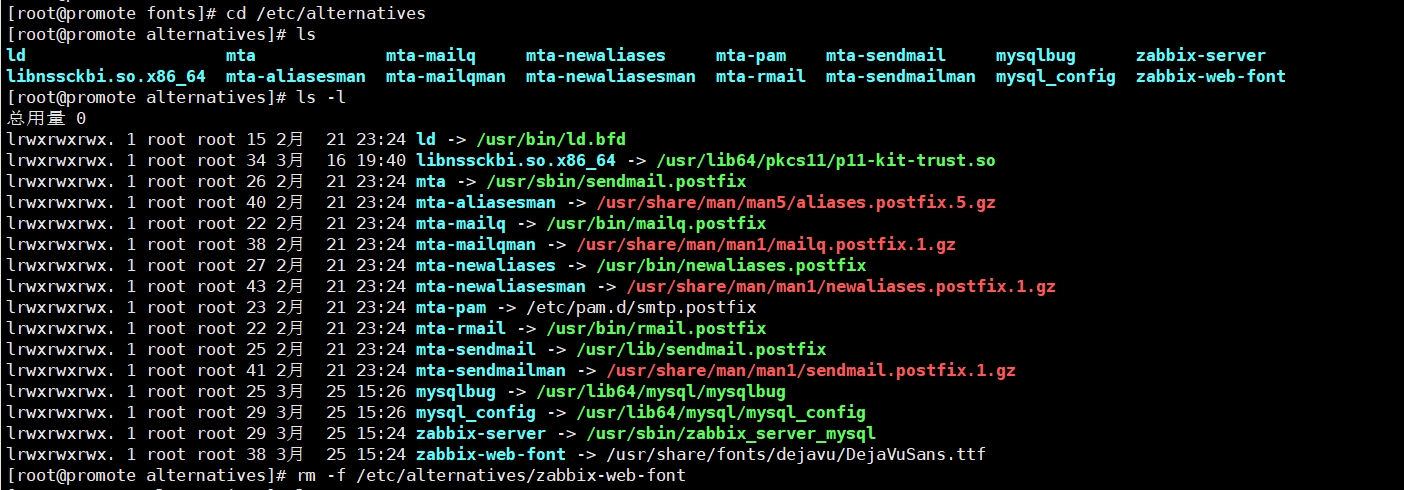 [root@promote fonts]# cd /etc/alternatives
[root@promote alternatives]# ls
ld mta mta-mailq mta-newaliases mta-pam mta-sendmail mysqlbug zabbix-server
libnssckbi.so.x86_64 mta-aliasesman mta-mailqman mta-newaliasesman mta-rmail mta-sendmailman mysql_config zabbix-web-font
[root@promote alternatives]# ls -l
总用量 0
lrwxrwxrwx. 1 root root 15 2月 21 23:24 ld -> /usr/bin/ld.bfd
lrwxrwxrwx. 1 root root 34 3月 16 19:40 libnssckbi.so.x86_64 -> /usr/lib64/pkcs11/p11-kit-trust.so
lrwxrwxrwx. 1 root root 26 2月 21 23:24 mta -> /usr/sbin/sendmail.postfix
lrwxrwxrwx. 1 root root 40 2月 21 23:24 mta-aliasesman -> /usr/share/man/man5/aliases.postfix.5.gz
lrwxrwxrwx. 1 root root 22 2月 21 23:24 mta-mailq -> /usr/bin/mailq.postfix
lrwxrwxrwx. 1 root root 38 2月 21 23:24 mta-mailqman -> /usr/share/man/man1/mailq.postfix.1.gz
lrwxrwxrwx. 1 root root 27 2月 21 23:24 mta-newaliases -> /usr/bin/newaliases.postfix
lrwxrwxrwx. 1 root root 43 2月 21 23:24 mta-newaliasesman -> /usr/share/man/man1/newaliases.postfix.1.gz
lrwxrwxrwx. 1 root root 23 2月 21 23:24 mta-pam -> /etc/pam.d/smtp.postfix
lrwxrwxrwx. 1 root root 22 2月 21 23:24 mta-rmail -> /usr/bin/rmail.postfix
lrwxrwxrwx. 1 root root 25 2月 21 23:24 mta-sendmail -> /usr/lib/sendmail.postfix
lrwxrwxrwx. 1 root root 41 2月 21 23:24 mta-sendmailman -> /usr/share/man/man1/sendmail.postfix.1.gz
lrwxrwxrwx. 1 root root 25 3月 25 15:26 mysqlbug -> /usr/lib64/mysql/mysqlbug
lrwxrwxrwx. 1 root root 29 3月 25 15:26 mysql_config -> /usr/lib64/mysql/mysql_config
lrwxrwxrwx. 1 root root 29 3月 25 15:24 zabbix-server -> /usr/sbin/zabbix_server_mysql
lrwxrwxrwx. 1 root root 38 3月 25 15:24 zabbix-web-font -> /usr/share/fonts/dejavu/DejaVuSans.ttf
[root@promote alternatives]# rm -f /etc/alternatives/zabbix-web-font